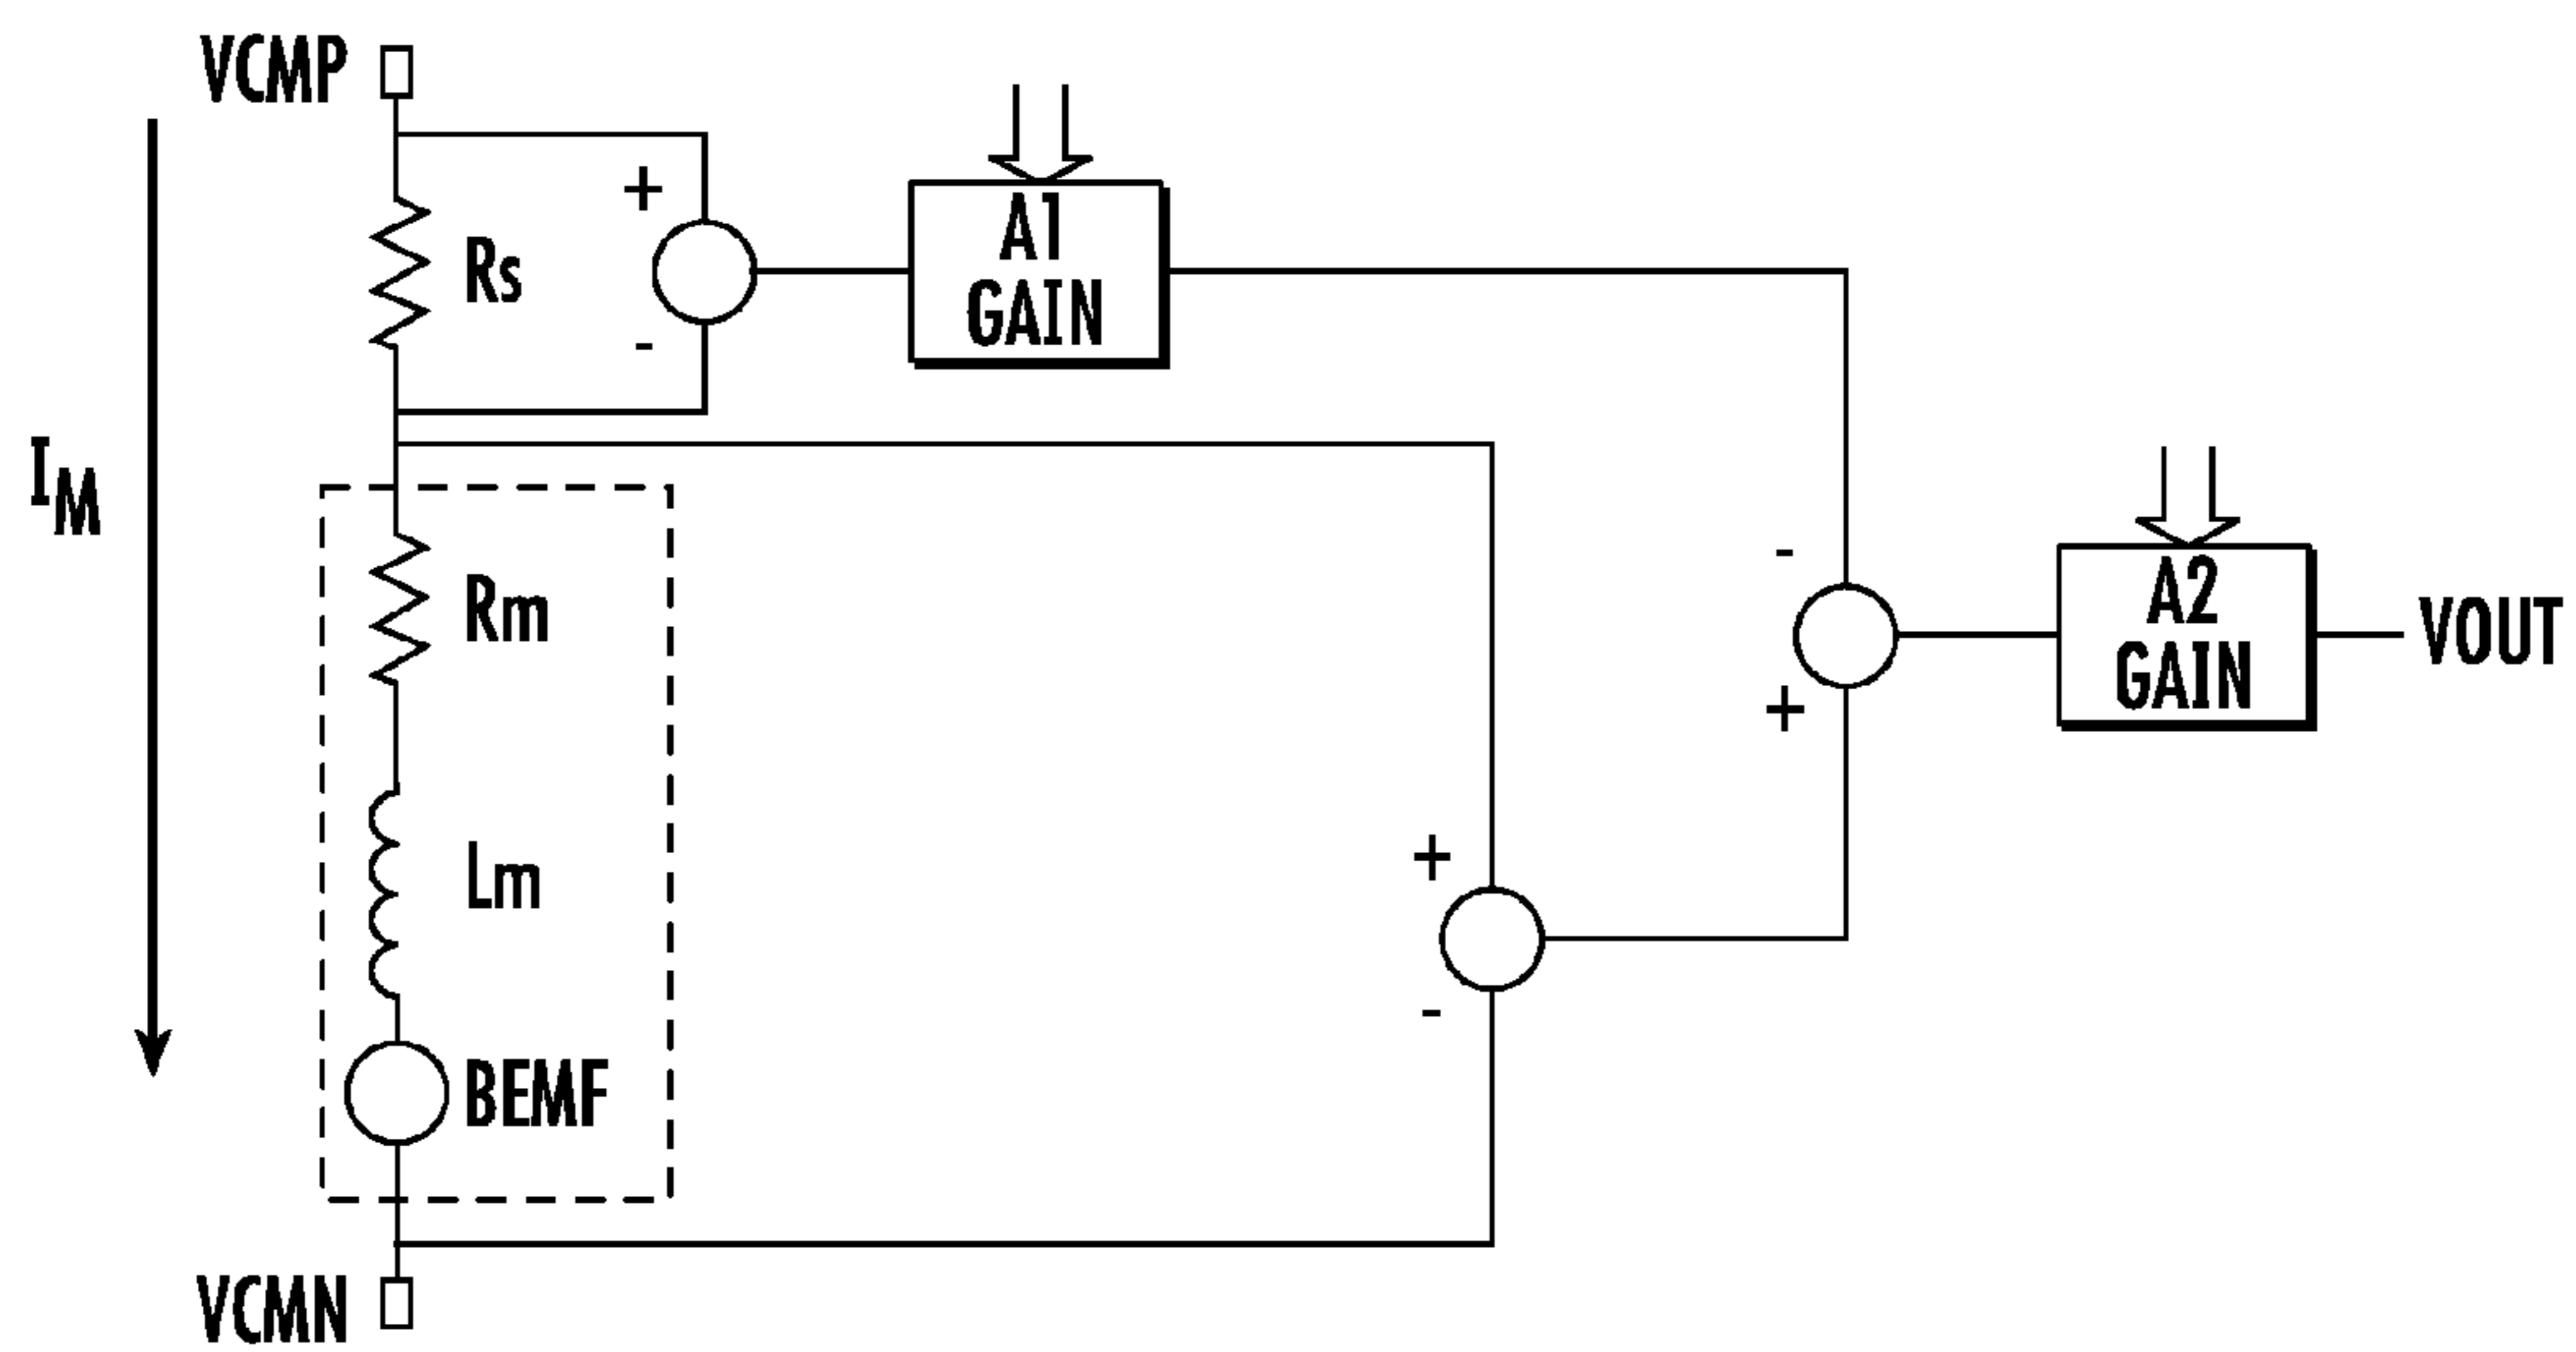 VCMP
+
A1
GAIN
Rs
-
IM
Rm
-
A2
GAIN
VOUT
+
+
Lm
-
BEMF
VCMN